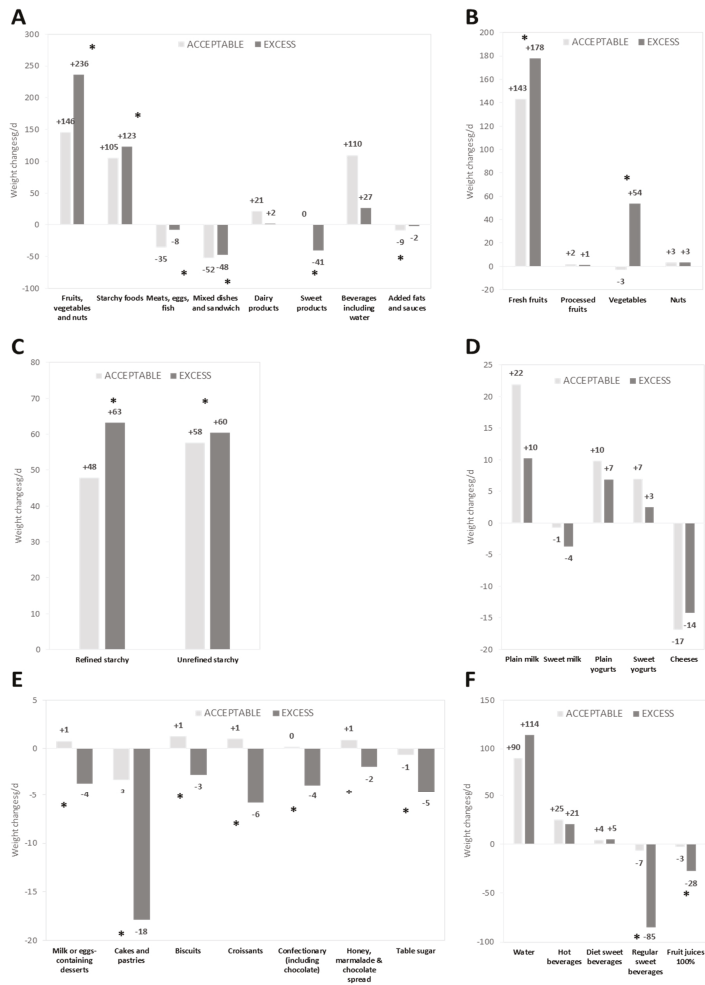 A
300
250
200
150
100
50
0
-50
-100
Weight changesg/d
ACCEPTABLE EXCESS
+146 +236 *
+105 +123 *
-35 -8 *
-52 -48 *
+21 +2
0 -41 *
+110 +27
-9 -2 *
Fruits, vegetables and nuts
Starchy foods
Meats, eggs, fish
Mixed dishes and sandwich
Dairy products
Sweet products
Beverages including water
Added fats and sauces
B
200
180
160
140
120
100
80
60
40
20
0
-20
Weight changesg/d
ACCEPTABLE EXCESS
* +143 +178
+2 +1
-3 +54 *
+3 +3
Fresh fruits
Processed fruits
Vegetables
Nuts
C
80
70
60
50
40
30
20
10
0
Weight changesg/d
ACCEPTABLE EXCESS
+48 +63 *
+58 +60 *
Refined starchy
Unrefined starchy
D
25
20
15
10
5
0
-5
-10
-15
-20
Weight changesg/d
ACCEPTABLE EXCESS
+22 +10
-1 -4
+10 +7
+7 +3
-17 -14
Plain milk
Sweet milk
Plain yogurts
Sweet yogurts
Cheeses
E
5
0
-5
-10
-15
-20
Weight changesg/d
ACCEPTABLE EXCESS
+1 -4 *
-18 *
+1 -3 *
+1 -6 *
0 -4 *
+1 -2
-1 -5 *
Milk or eggs-containing desserts
Cakes and pastries
Biscuits
Croissants
Confectionary (including chocolate)
Honey, marmalade & chocolate spread
Table sugar
F
150
100
50
0
-50
-100
Weight changesg/d
ACCEPTABLE EXCESS
+90 +114
+25 +21
+4 +5
-7 * -85
-3 -28 *
Water
Hot beverages
Diet sweet beverages
Regular sweet beverages
Fruit juices 100%